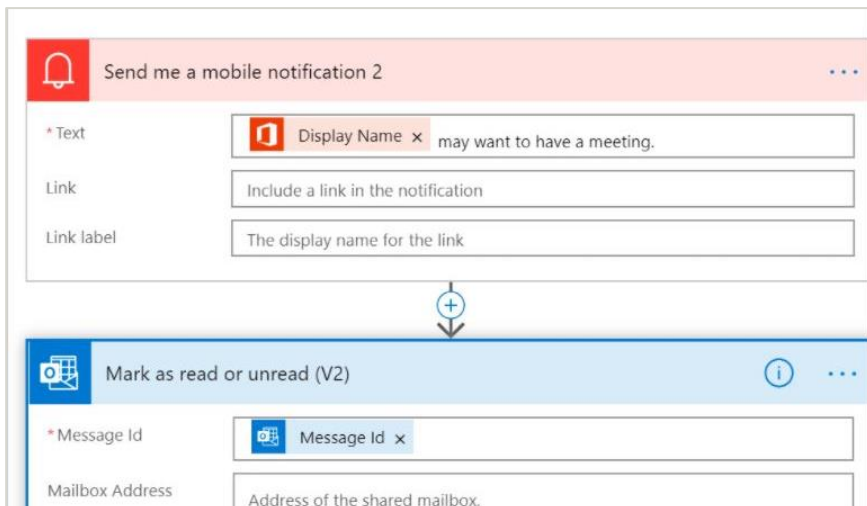 Send me a mobile notification 2
* Text Display Name × may want to have a meeting.
Link Include a link in the notification
Link label The display name for the link
Mark as read or unread (V2)
* Message Id Message Id ×
Mailbox Address Address of the shared mailbox.